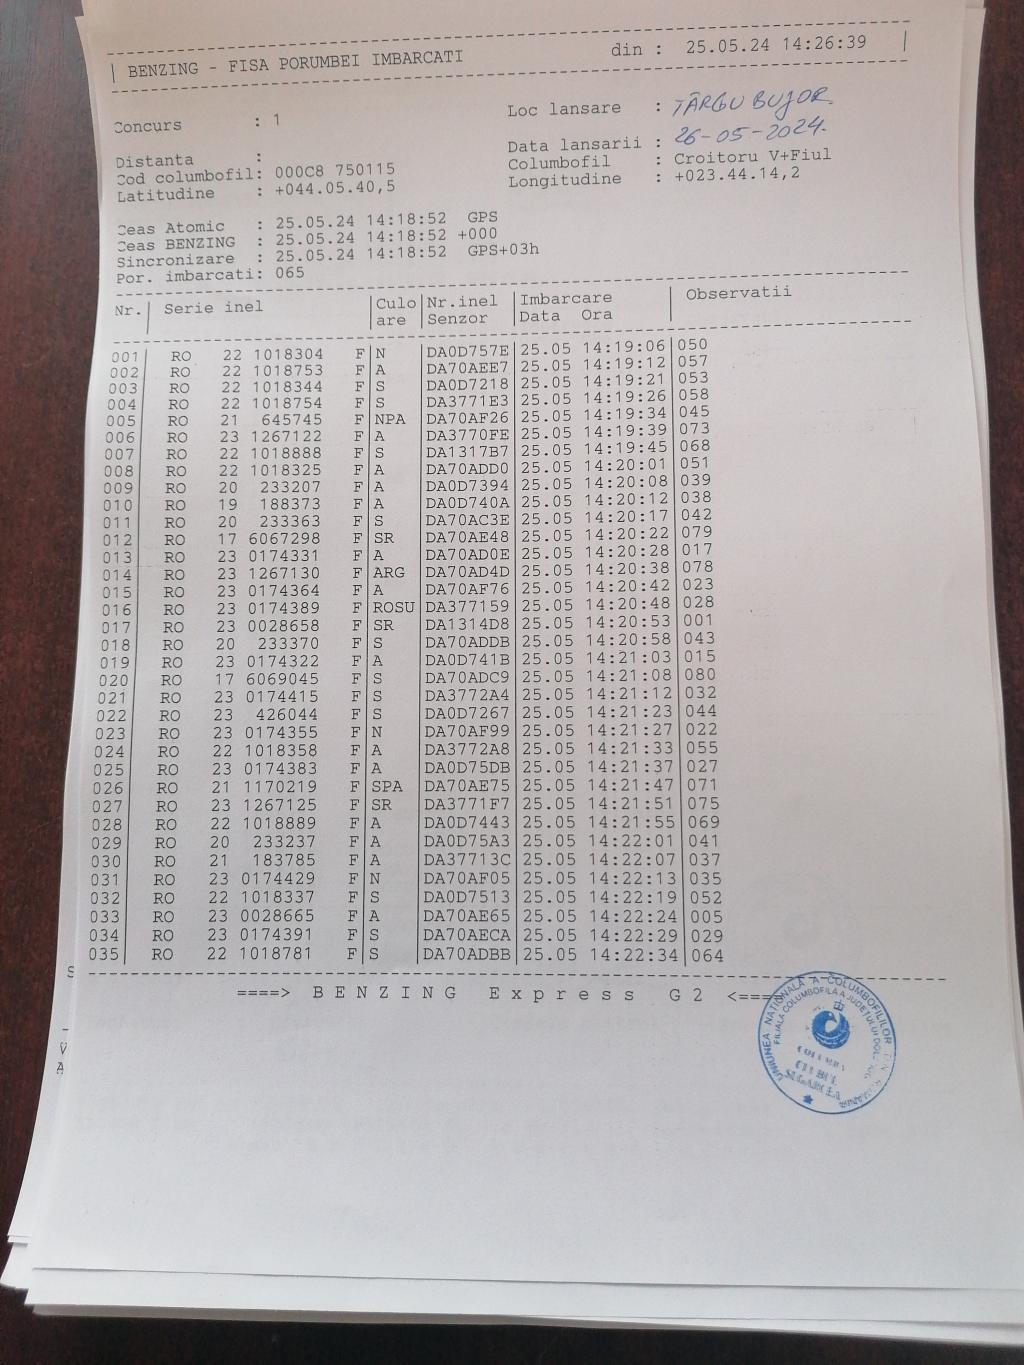 BENZING - FISA PORUMBEI IMBARCATI din : 25.05.24 14:26:39
Concurs : 1 Loc lansare : TÂRGU BUJOR
Data lansarii : 26-05-2024.
Distanta :
Cod columbofil: 000C8 750115 Columbofil : Croitoru V+Fiul
Latitudine : +044.05.40,5 Longitudine : +023.44.14,2
Ceas Atomic : 25.05.24 14:18:52 GPS
Ceas BENZING : 25.05.24 14:18:52 +000
Sincronizare : 25.05.24 14:18:52 GPS+03h
Por. imbarcati: 065
Nr. Serie inel Culo Nr.inel Imbarcare Observatii
are Senzor Data Ora
001 RO 22 1018304 F N DA0D757E 25.05 14:19:06 050
002 RO 22 1018753 F A DA70AEE7 25.05 14:19:12 057
003 RO 22 1018344 F S DA0D7218 25.05 14:19:21 053
004 RO 22 1018754 F S DA3771E3 25.05 14:19:26 058
005 RO 21 645745 F NPA DA70AF26 25.05 14:19:34 045
006 RO 23 1267122 F A DA3770FE 25.05 14:19:39 073
007 RO 22 1018888 F S DA1317B7 25.05 14:19:45 068
008 RO 22 1018325 F A DA70ADD0 25.05 14:20:01 051
009 RO 20 233207 F A DA0D7394 25.05 14:20:08 039
010 RO 19 188373 F A DA0D740A 25.05 14:20:12 038
011 RO 20 233363 F S DA70AC3E 25.05 14:20:17 042
012 RO 17 6067298 F SR DA70AE48 25.05 14:20:22 079
013 RO 23 0174331 F A DA70AD0E 25.05 14:20:28 017
014 RO 23 1267130 F ARG DA70AD4D 25.05 14:20:38 078
015 RO 23 0174364 F A DA70AF76 25.05 14:20:42 023
016 RO 23 0174389 F ROSU DA377159 25.05 14:20:48 028
017 RO 23 0028658 F SR DA1314D8 25.05 14:20:53 001
018 RO 20 233370 F S DA70ADDB 25.05 14:20:58 043
019 RO 23 0174322 F A DA0D741B 25.05 14:21:03 015
020 RO 17 6069045 F S DA70ADC9 25.05 14:21:08 080
021 RO 23 0174415 F S DA3772A4 25.05 14:21:12 032
022 RO 23 426044 F S DA0D7267 25.05 14:21:23 044
023 RO 23 0174355 F N DA70AF99 25.05 14:21:27 022
024 RO 22 1018358 F A DA3772A8 25.05 14:21:33 055
025 RO 23 0174383 F A DA0D75DB 25.05 14:21:37 027
026 RO 21 1170219 F SPA DA70AE75 25.05 14:21:47 071
027 RO 23 1267125 F SR DA3771F7 25.05 14:21:51 075
028 RO 22 1018889 F A DA0D7443 25.05 14:21:55 069
029 RO 20 233237 F A DA0D75A3 25.05 14:22:01 041
030 RO 21 183785 F A DA37713C 25.05 14:22:07 037
031 RO 23 0174429 F N DA70AF05 25.05 14:22:13 035
032 RO 22 1018337 F S DA0D7513 25.05 14:22:19 052
033 RO 23 0028665 F A DA70AE65 25.05 14:22:24 005
034 RO 23 0174391 F S DA70AECA 25.05 14:22:29 029
035 RO 22 1018781 F S DA70ADBB 25.05 14:22:34 064
====> BENZING Express G2 <====
UNIUNEA NAȚIONALĂ A COLUMBOFILILOR DIN ROMÂNIA
FILIALA COLUMBOFILĂ A JUDEȚULUI DOLJ
CLUBUL
SEGARCEA